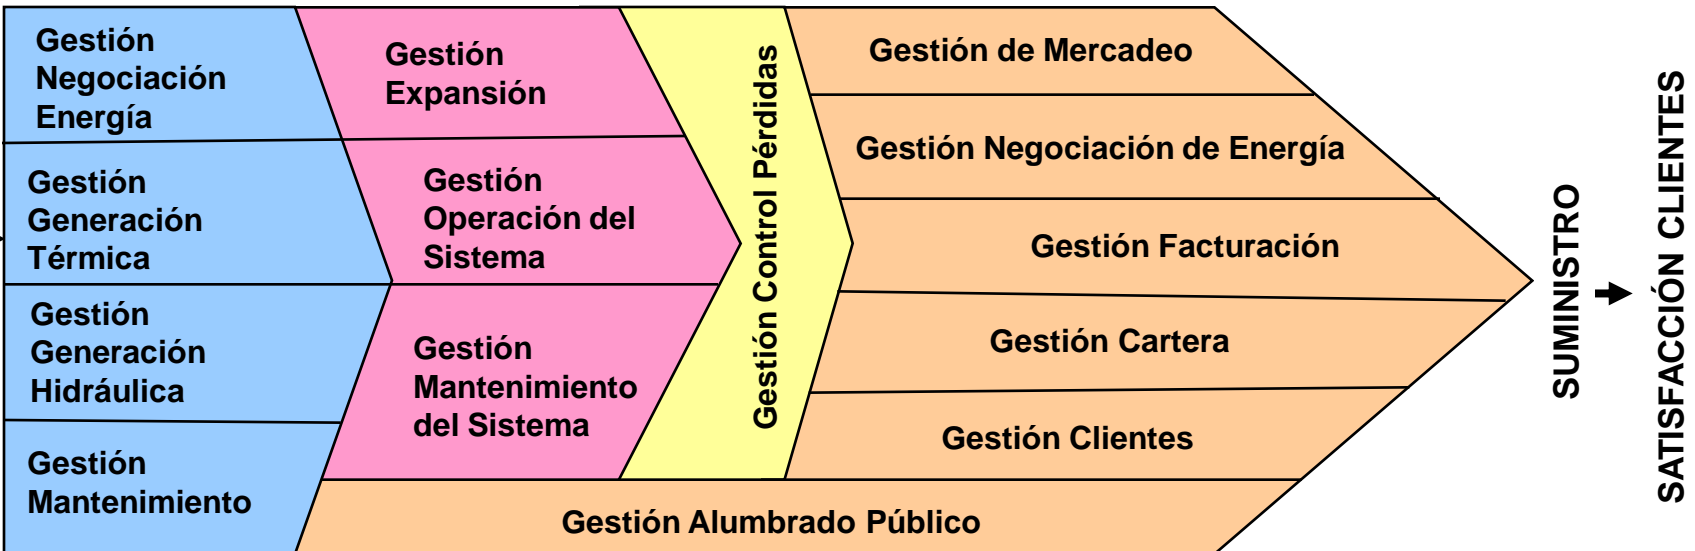 Gestión
Negociación
Energía
Gestión
Generación
Térmica
Gestión
Generación
Hidráulica
Gestión
Mantenimiento
Gestión
Expansión
Gestión
Operación del
Sistema
Gestión
Mantenimiento
del Sistema
Gestión Control Pérdidas
Gestión de Mercadeo
Gestión Negociación de Energía
Gestión Facturación
Gestión Cartera
Gestión Clientes
Gestión Alumbrado Público
SUMINISTRO
SATISFACCIÓN CLIENTES